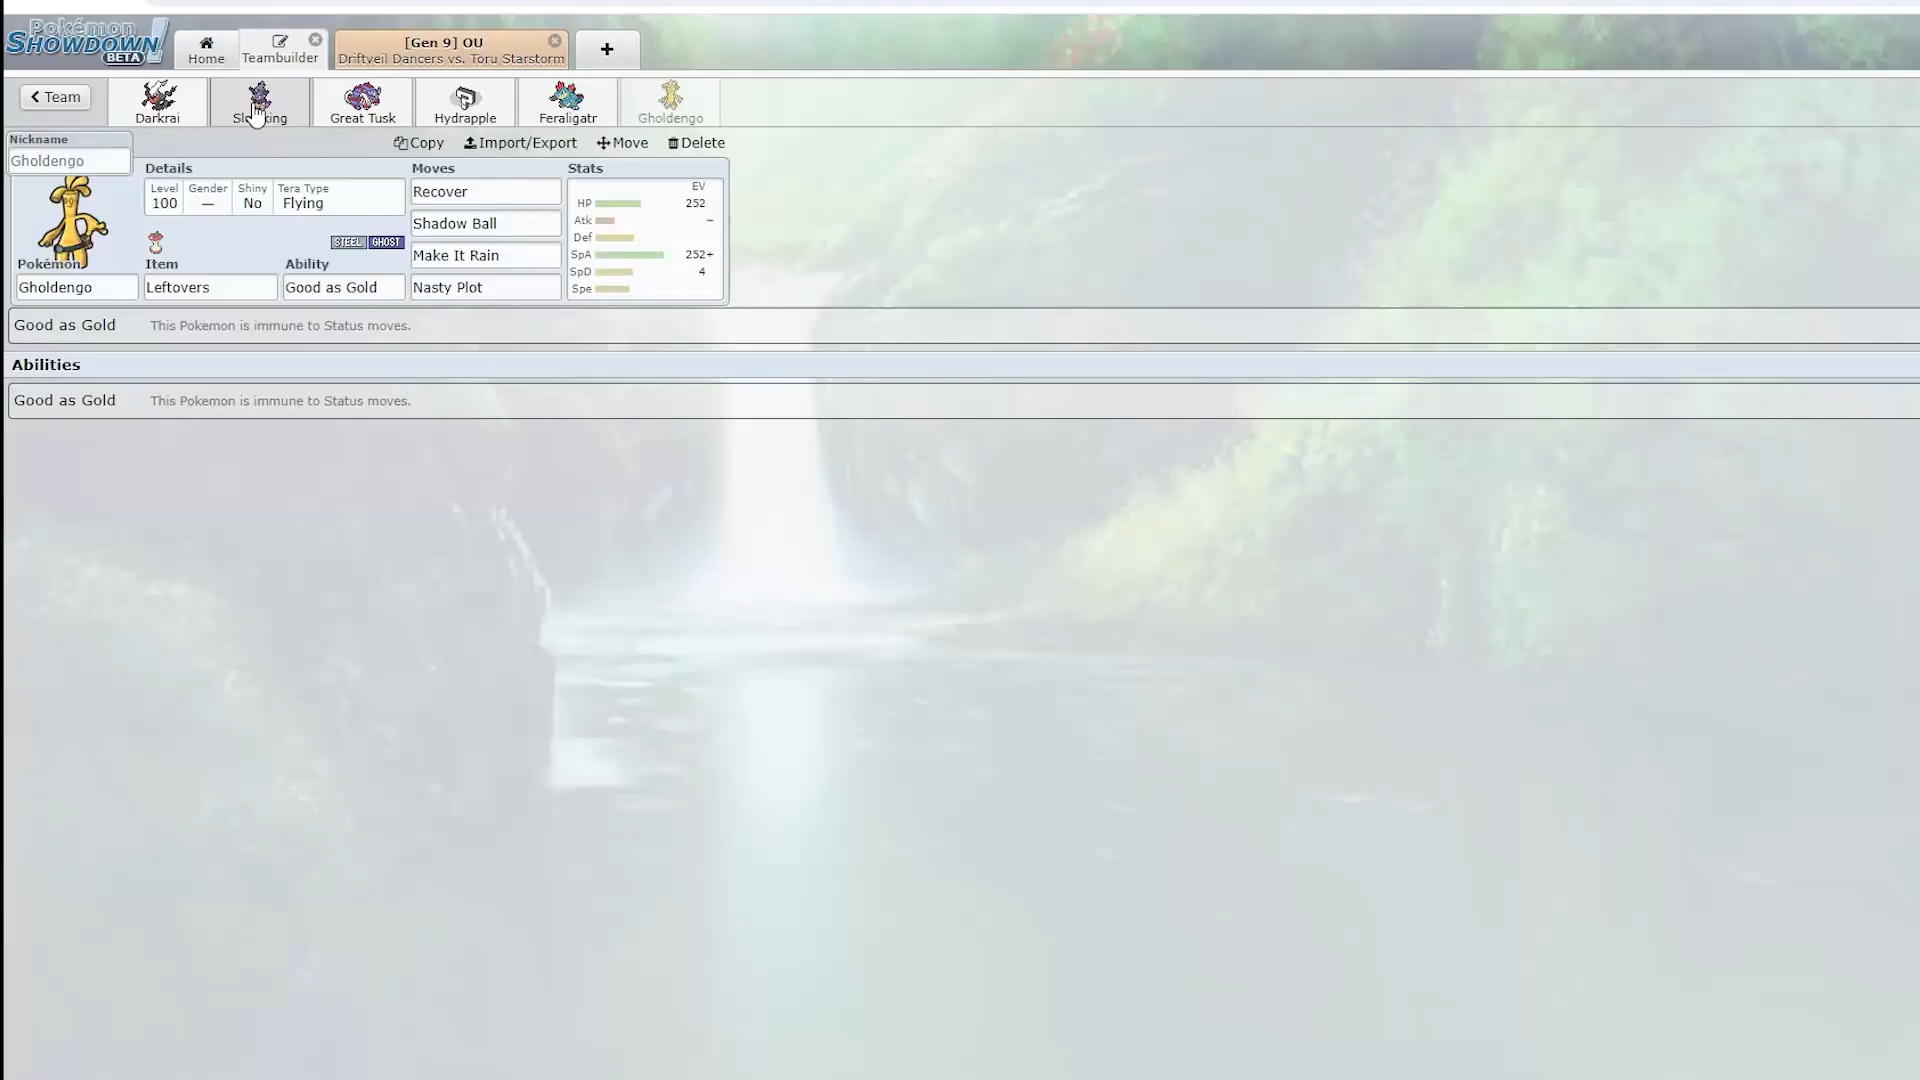 Pokémon
SHOWDOWN!
BETA
Home
Teambuilder
[Gen 9] OU
Driftveil Dancers vs. Toru Starstorm
+
Team
Darkrai
Great Tusk
Hydrapple
Feraligatr
Gholdengo
Nickname
Gholdengo
Copy
Import/Export
Move
Delete
Details
Level
100
Gender
—
Shiny
No
Tera Type
Flying
STEEL
GHOST
Pokémon
Gholdengo
Item
Leftovers
Ability
Good as Gold
Moves
Recover
Shadow Ball
Make It Rain
Nasty Plot
Stats
EV
HP 252
Atk –
Def
SpA 252+
SpD 4
Spe
Good as Gold This Pokemon is immune to Status moves.
Abilities
Good as Gold This Pokemon is immune to Status moves.